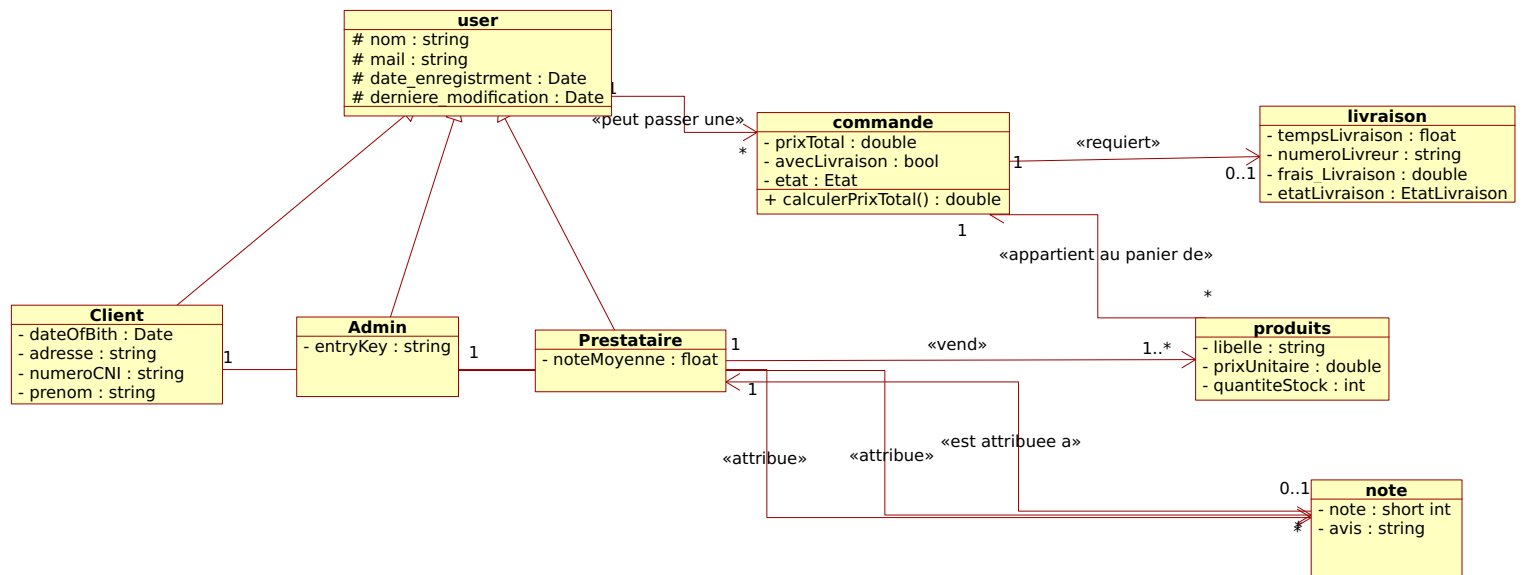 user
# nom : string
# mail : string
# date_enregistrment : Date
# derniere_modification : Date
1
«peut passer une»
*
commande
- prixTotal : double
- avecLivraison : bool
- etat : Etat
+ calculerPrixTotal() : double
1
«requiert»
0..1
livraison
- tempsLivraison : float
- numeroLivreur : string
- frais_Livraison : double
- etatLivraison : EtatLivraison
1
«appartient au panier de»
*
Client
- dateOfBith : Date
- adresse : string
- numeroCNI : string
- prenom : string
1
Admin
- entryKey : string
1
Prestataire
- noteMoyenne : float
1
«vend»
1..*
produits
- libelle : string
- prixUnitaire : double
- quantiteStock : int
1
«est attribuee a»
«attribue»
«attribue»
0..1
*
note
- note : short int
- avis : string